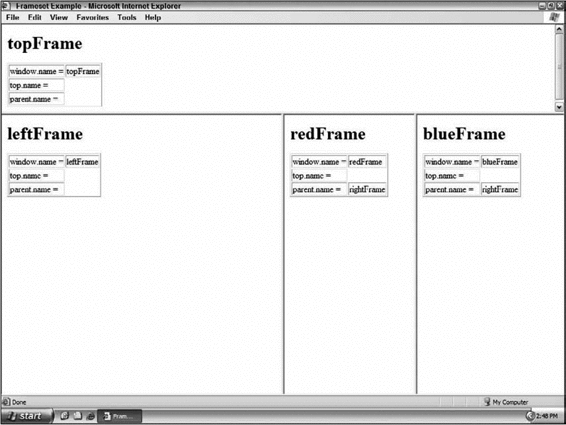 Frameset Example - Microsoft Internet Explorer
File Edit View Favorites Tools Help
topFrame
window.name = topFrame
top.name =
parent.name =
leftFrame
window.name = leftFrame
top.name =
parent.name =
redFrame
window.name = redFrame
top.name =
parent.name = rightFrame
blueFrame
window.name = blueFrame
top.name =
parent.name = rightFrame
Done
My Computer
start
Fram...
2:48 PM